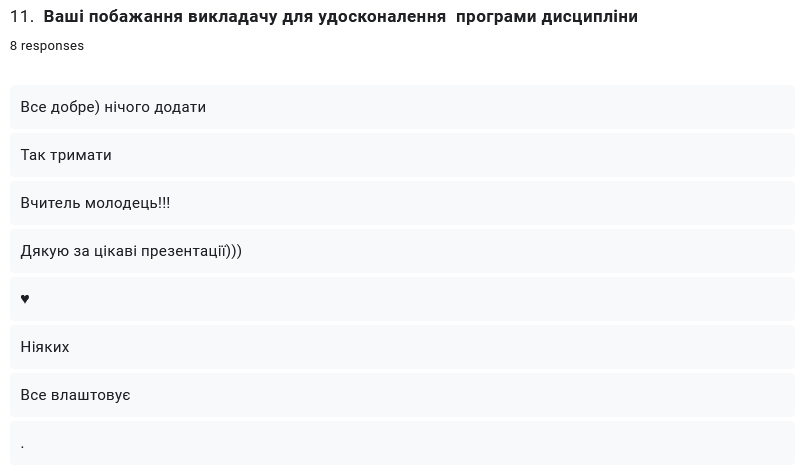 11. Ваші побажання викладачу для удосконалення програми дисципліни
8 responses
Все добре) нічого додати
Так тримати
Вчитель молодець!!!
Дякую за цікаві презентації)))
♥
Ніяких
Все влаштовує
.